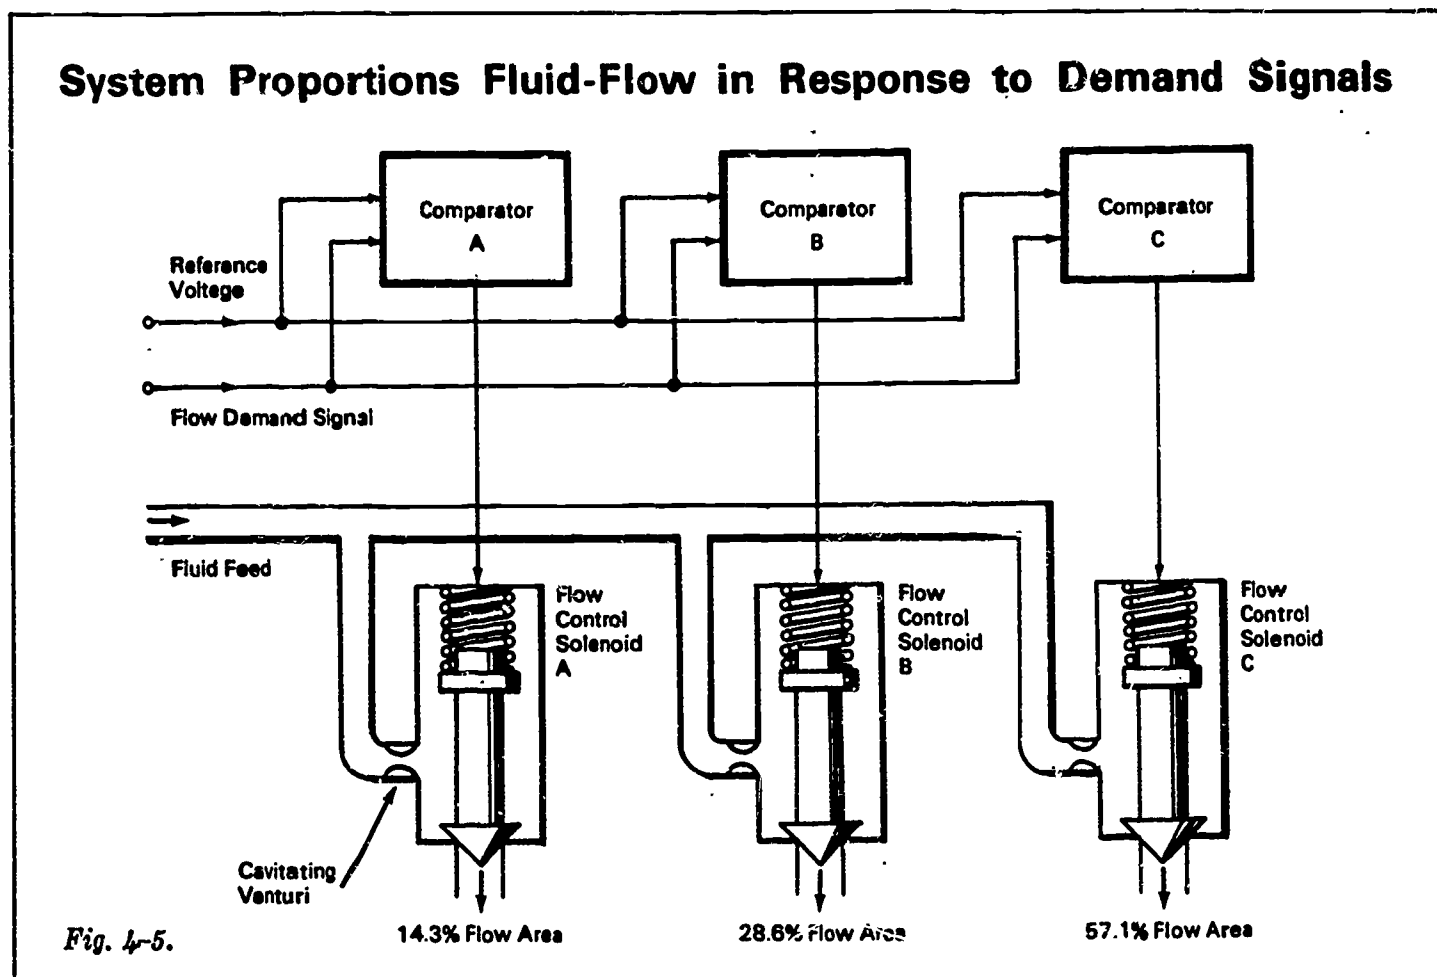 System Proportions Fluid-Flow in Response to Demand Signals
Comparator
A
Comparator
B
Comparator
C
Reference
Voltege
Flow Demand Signal
Fluid Feed
Flow
Control
Solenoid
A
Flow
Control
Solenoid
B
Flow
Control
Solenoid
C
Cavitating
Venturi
14.3% Flow Area
28.6% Flow Area
57.1% Flow Area
Fig. 4-5.